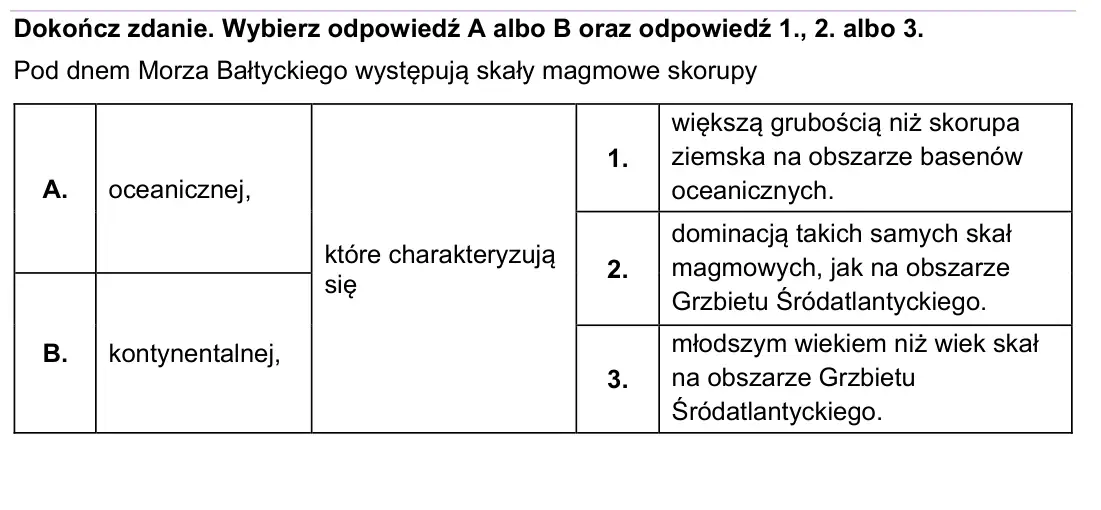 Dokończ zdanie. Wybierz odpowiedź A albo B oraz odpowiedź 1., 2. albo 3.
Pod dnem Morza Bałtyckiego występują skały magmowe skorupy
A.
oceanicznej,
B.
kontynentalnej,
które charakteryzują
się
1.
większą grubością niż skorupa
ziemska na obszarze basenów
oceanicznych.
2.
dominacją takich samych skał
magmowych, jak na obszarze
Grzbietu Śródatlantyckiego.
3.
młodszym wiekiem niż wiek skał
na obszarze Grzbietu
Śródatlantyckiego.